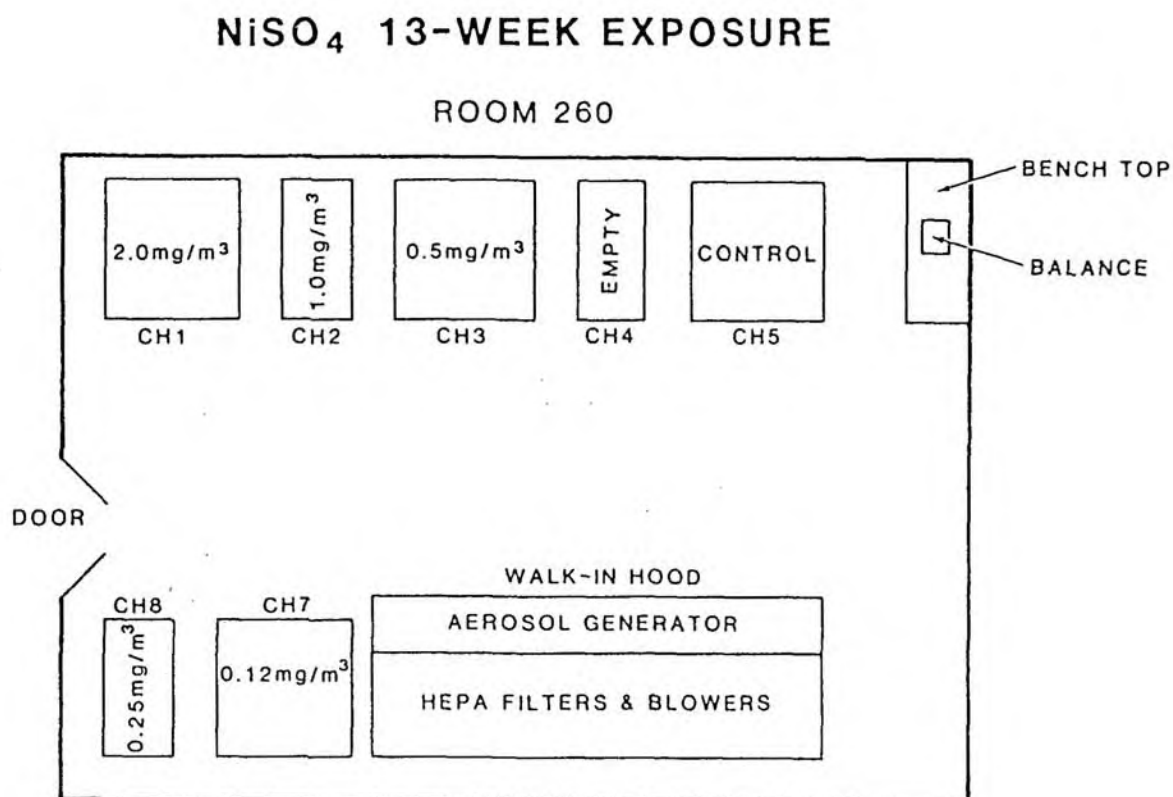 NiSO₄ 13-WEEK EXPOSURE
ROOM 260
BENCH TOP
BALANCE
2.0mg/m³
1.0mg/m³
0.5mg/m³
EMPTY
CONTROL
CH1
CH2
CH3
CH4
CH5
DOOR
WALK-IN HOOD
CH8
CH7
AEROSOL GENERATOR
0.25mg/m³
0.12mg/m³
HEPA FILTERS & BLOWERS